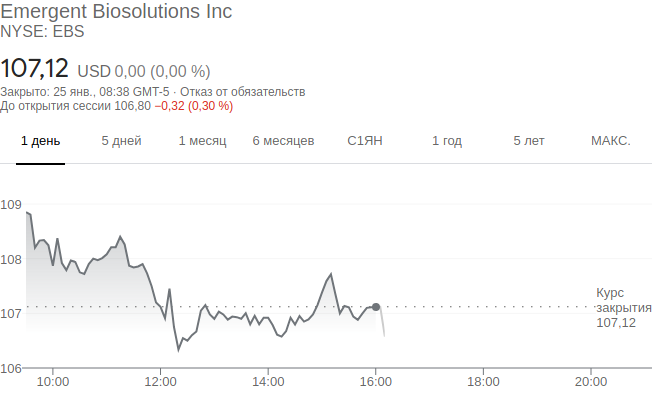 Emergent Biosolutions Inc
NYSE: EBS
107,12 USD 0,00 (0,00 %)
Закрыто: 25 янв., 08:38 GMT-5 · Отказ от обязательств
До открытия сессии 106,80 −0,32 (0,30 %)
1 день 5 дней 1 месяц 6 месяцев С1ЯН 1 год 5 лет МАКС.
109
108
107
106
Курс
закрытия
107,12
10:00 12:00 14:00 16:00 18:00 20:00